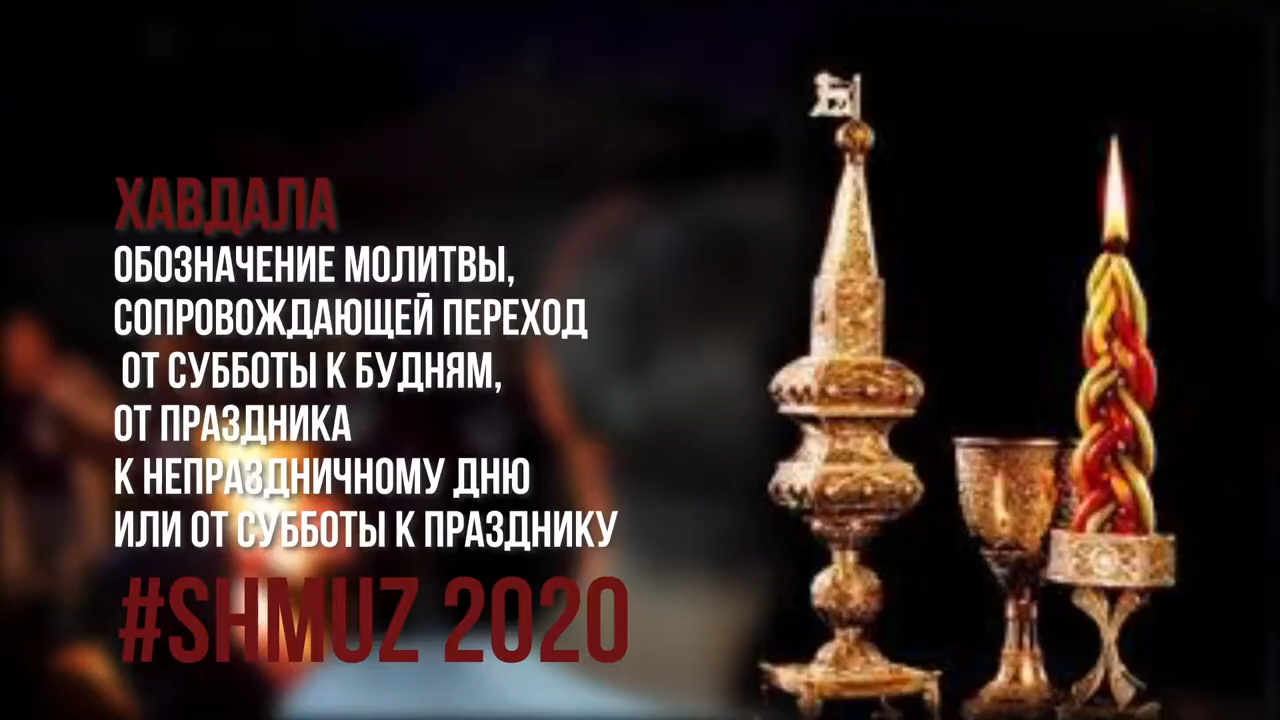 ХАВДАЛА
ОБОЗНАЧЕНИЕ МОЛИТВЫ,
СОПРОВОЖДАЮЩЕЙ ПЕРЕХОД
ОТ СУББОТЫ К БУДНЯМ,
ОТ ПРАЗДНИКА
К НЕПРАЗДНИЧНОМУ ДНЮ
ИЛИ ОТ СУББОТЫ К ПРАЗДНИКУ
#SHMUZ 2020